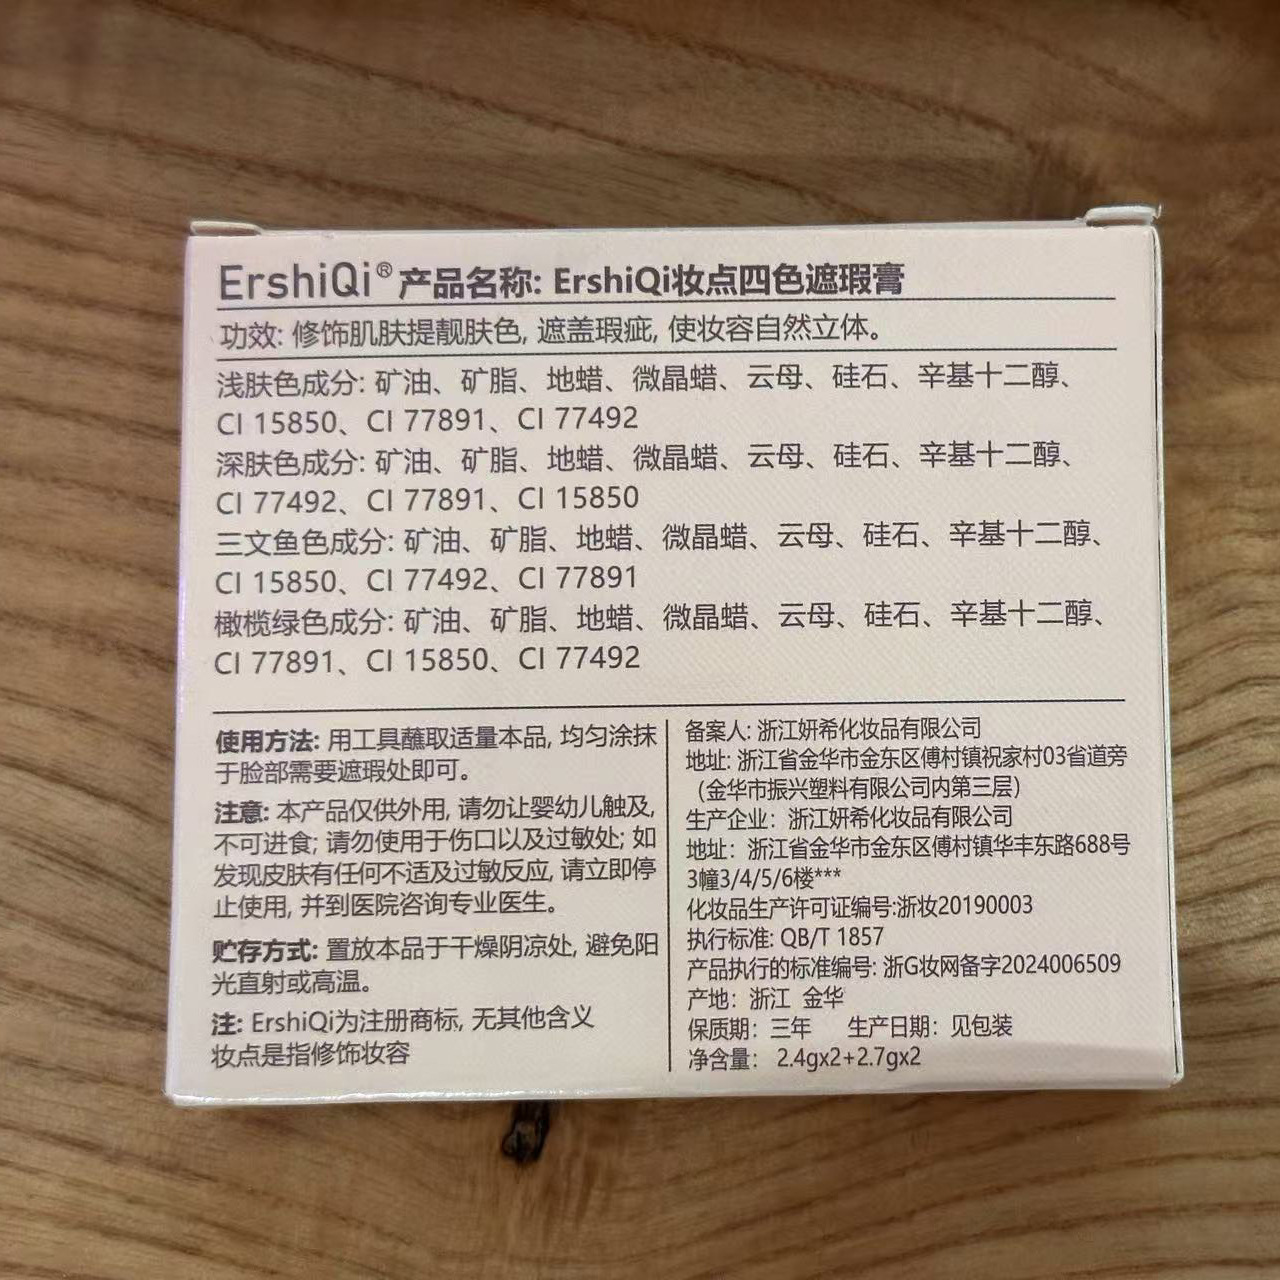 ErshiQi® 产品名称: ErshiQi妆点四色遮瑕膏
功效: 修饰肌肤提靓肤色, 遮盖瑕疵, 使妆容自然立体。
浅肤色成分: 矿油、矿脂、地蜡、微晶蜡、云母、硅石、辛基十二醇、
CI 15850、CI 77891、CI 77492
深肤色成分: 矿油、矿脂、地蜡、微晶蜡、云母、硅石、辛基十二醇、
CI 77492、CI 77891、CI 15850
三文鱼色成分: 矿油、矿脂、地蜡、微晶蜡、云母、硅石、辛基十二醇、
CI 15850、CI 77492、CI 77891
橄榄绿色成分: 矿油、矿脂、地蜡、微晶蜡、云母、硅石、辛基十二醇、
CI 77891、CI 15850、CI 77492
使用方法: 用工具蘸取适量本品, 均匀涂抹
于脸部需要遮瑕处即可。
注意: 本产品仅供外用, 请勿让婴幼儿触及,
不可进食; 请勿使用于伤口以及过敏处; 如
发现皮肤有任何不适及过敏反应, 请立即停
止使用, 并到医院咨询专业医生。
贮存方式: 置放本品于干燥阴凉处, 避免阳
光直射或高温。
注: ErshiQi为注册商标, 无其他含义
妆点是指修饰妆容
备案人: 浙江妍希化妆品有限公司
地址: 浙江省金华市金东区傅村镇祝家村03省道旁
（金华市振兴塑料有限公司内第三层）
生产企业: 浙江妍希化妆品有限公司
地址: 浙江省金华市金东区傅村镇华丰东路688号
3幢3/4/5/6楼***
化妆品生产许可证编号:浙妆20190003
执行标准: QB/T 1857
产品执行的标准编号: 浙G妆网备字2024006509
产地: 浙江 金华
保质期: 三年 生产日期: 见包装
净含量: 2.4gx2+2.7gx2